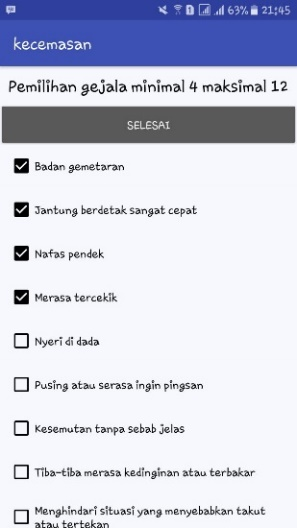 63% 21:45
kecemasan
Pemilihan gejala minimal 4 maksimal 12
SELESAI
Badan gemetaran
Jantung berdetak sangat cepat
Nafas pendek
Merasa tercekik
Nyeri di dada
Pusing atau serasa ingin pingsan
Kesemutan tanpa sebab jelas
Tiba-tiba merasa kedinginan atau terbakar
Menghindari situasi yang menyebabkan takut
atau tertekan